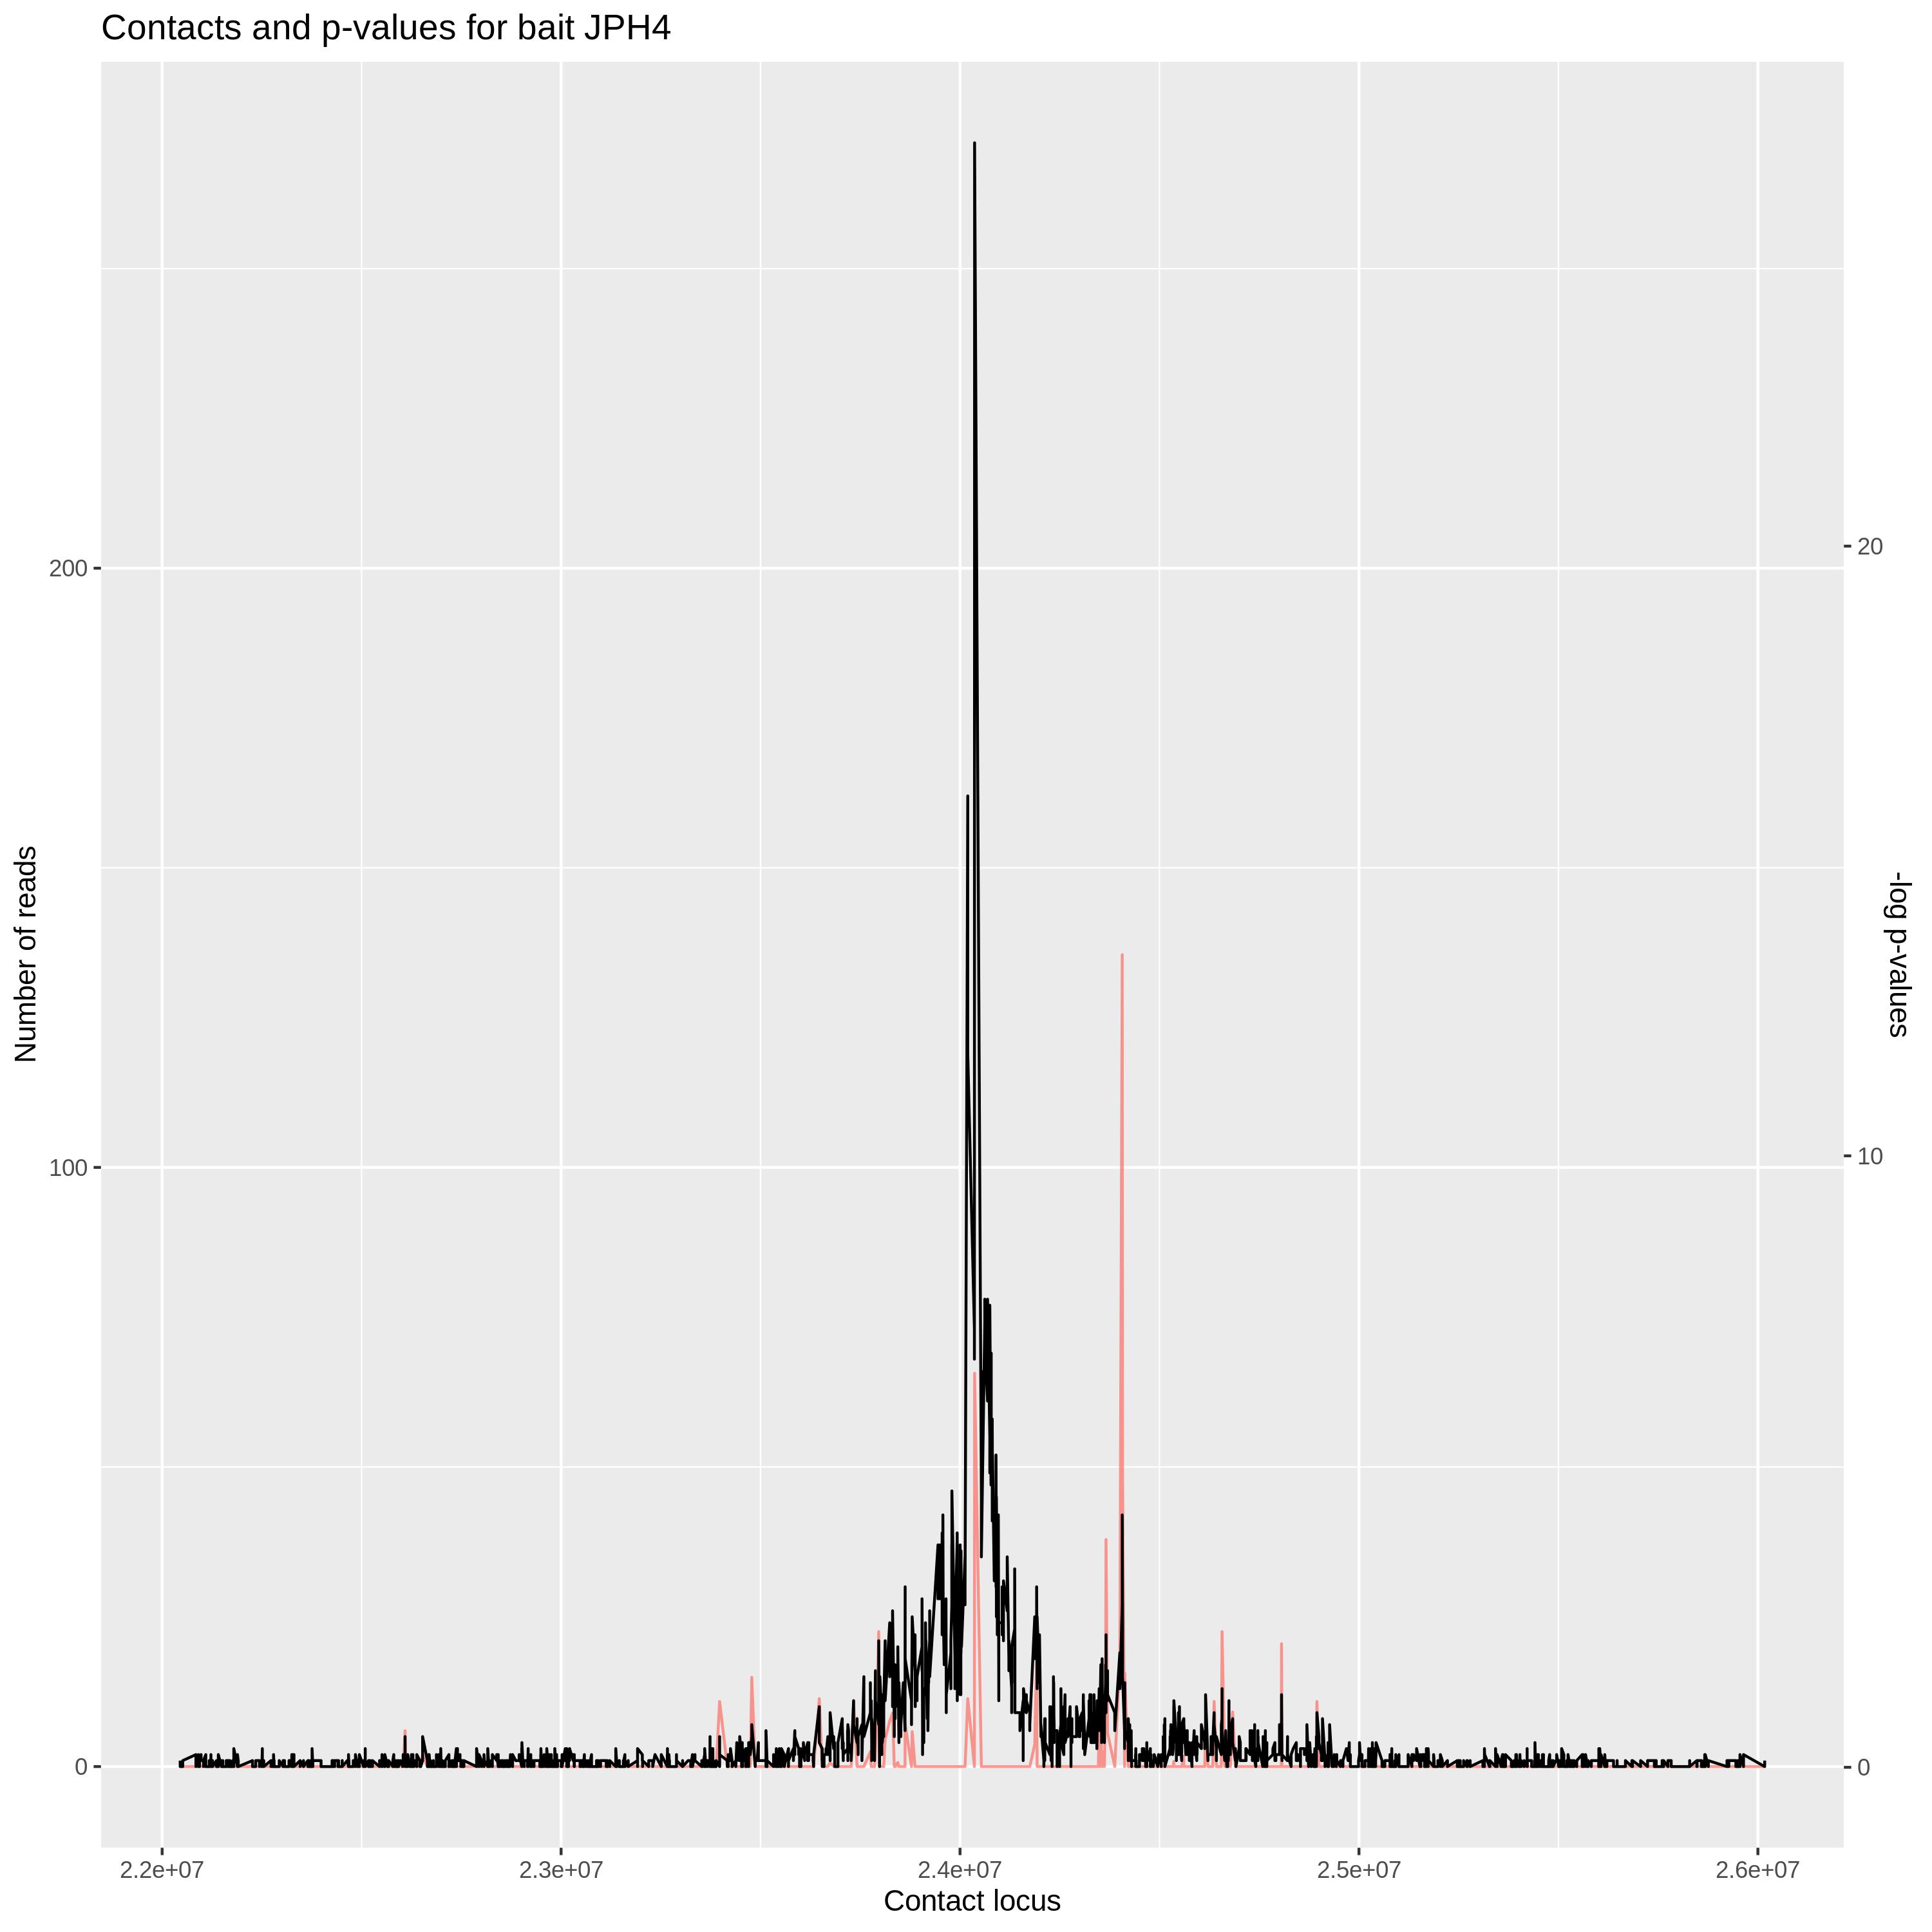 Contacts and p-values for bait JPH4
Number of reads
200
100
0
20
10
0
-log p-values
2.2e+07 2.3e+07 2.4e+07 2.5e+07 2.6e+07
Contact locus